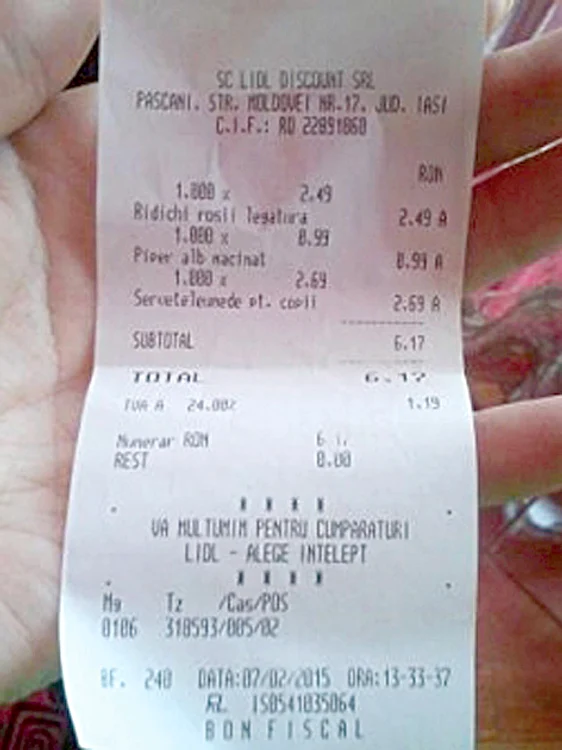 SC LIDL DISCOUNT SRL
PASCANI. STR. MOLDOVEI NR.17. JUD. IASI
C.I.F.: RO 22891860
RON
1.000 x 2.49
Ridichi rosii legatura 2.49 A
1.000 x 0.99
Piper alb macinat 0.99 A
1.000 x 2.69
Serveteleumede pt. copii 2.69 A
SUBTOTAL 6.17
TOTAL 6.17
TVA A 24.00% 1.19
Numerar RON
REST 0.00
* * * *
VA MULTUMIM PENTRU CUMPARATURI
LIDL - ALEGE INTELEPT
* * * *
Mg Tz /Cas/POS
0106 318593/005/02
BF. 240 DATA:07/02/2015 ORA:13-33-37
BON FISCAL